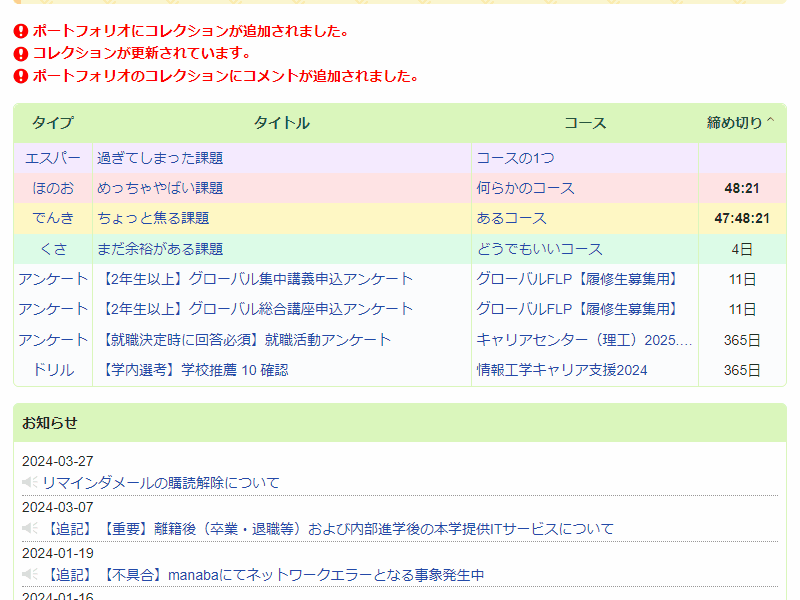 ポートフォリオにコレクションが追加されました。
コレクションが更新されています。
ポートフォリオのコレクションにコメントが追加されました。
タイプ タイトル コース 締め切り^
エスパー 過ぎてしまった課題 コースの1つ
ほのお めっちゃやばい課題 何らかのコース 48:21
でんき ちょっと焦る課題 あるコース 47:48:21
くさ まだ余裕がある課題 どうでもいいコース 4日
アンケート 【2年生以上】グローバル集中講義申込アンケート グローバルFLP【履修生募集用】 11日
アンケート 【2年生以上】グローバル総合講座申込アンケート グローバルFLP【履修生募集用】 11日
アンケート 【就職決定時に回答必須】就職活動アンケート キャリアセンター（理工）2025.... 365日
ドリル 【学内選考】学校推薦 10 確認 情報工学キャリア支援2024 365日
お知らせ
2024-03-27
リマインダメールの購読解除について
2024-03-07
【追記】【重要】離籍後（卒業・退職等）および内部進学後の本学提供ITサービスについて
2024-01-19
【追記】【不具合】manabaにてネットワークエラーとなる事象発生中
2024-01-16